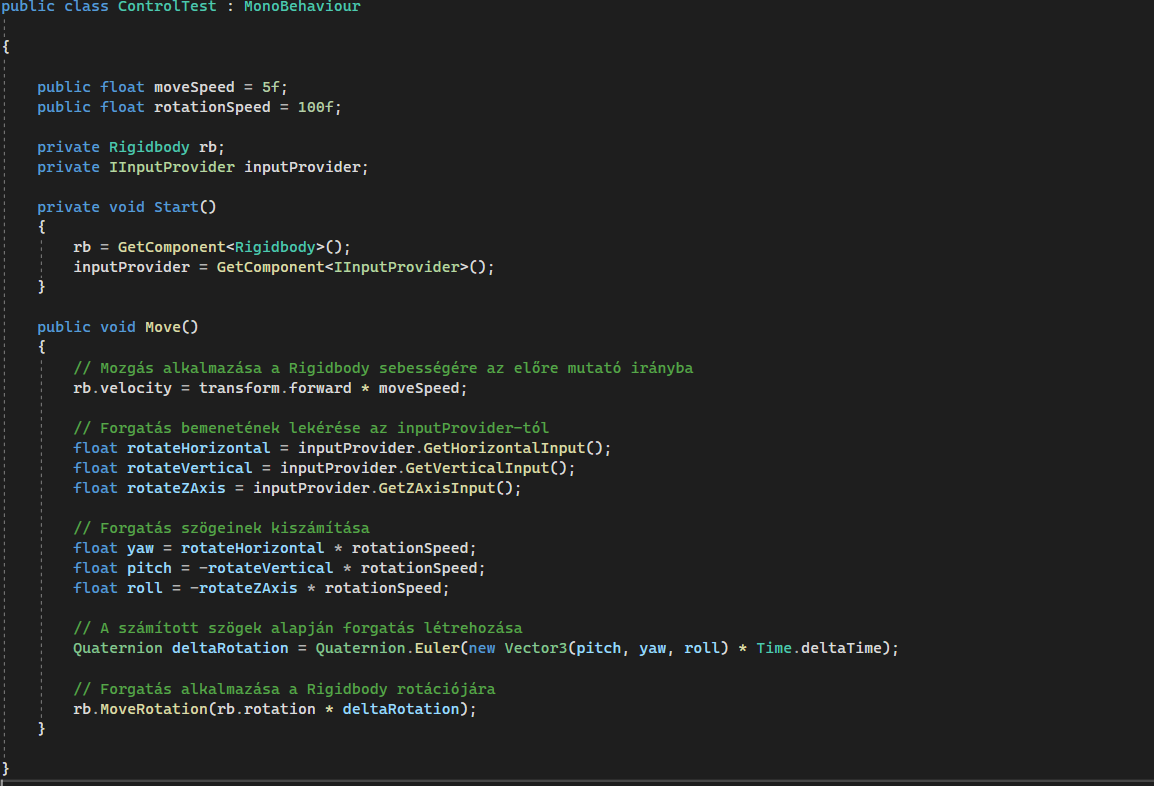 public class ControlTest : MonoBehaviour
{
public float moveSpeed = 5f;
public float rotationSpeed = 100f;
private Rigidbody rb;
private IInputProvider inputProvider;
private void Start()
{
rb = GetComponent<Rigidbody>();
inputProvider = GetComponent<IInputProvider>();
}
public void Move()
{
// Mozgás alkalmazása a Rigidbody sebességére az előre mutató irányba
rb.velocity = transform.forward * moveSpeed;
// Forgatás bemenetének lekérése az inputProvider-tól
float rotateHorizontal = inputProvider.GetHorizontalInput();
float rotateVertical = inputProvider.GetVerticalInput();
float rotateZAxis = inputProvider.GetZAxisInput();
// Forgatás szögeinek kiszámítása
float yaw = rotateHorizontal * rotationSpeed;
float pitch = -rotateVertical * rotationSpeed;
float roll = -rotateZAxis * rotationSpeed;
// A számított szögek alapján forgatás létrehozása
Quaternion deltaRotation = Quaternion.Euler(new Vector3(pitch, yaw, roll) * Time.deltaTime);
// Forgatás alkalmazása a Rigidbody rotációjára
rb.MoveRotation(rb.rotation * deltaRotation);
}
}